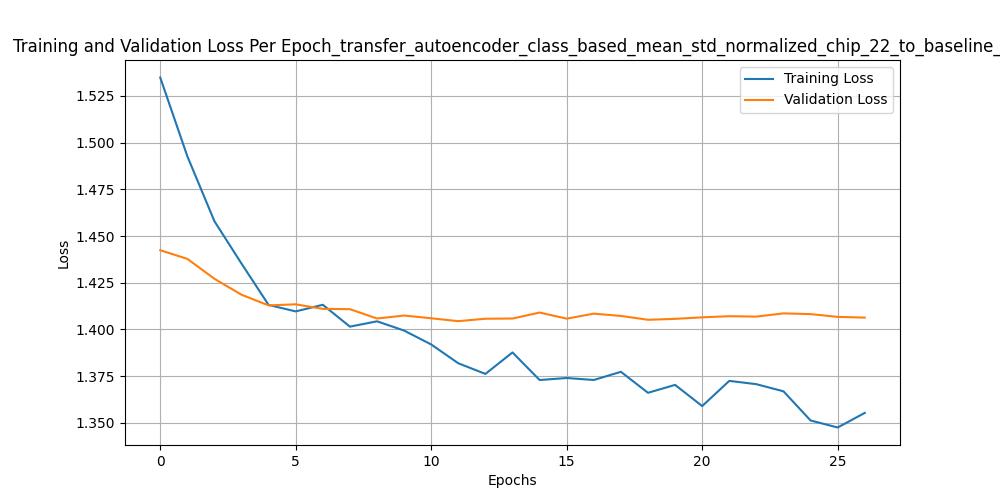 Training and Validation Loss Per Epoch_transfer_autoencoder_class_based_mean_std_normalized_chip_22_to_baseline_
Training Loss
Validation Loss
1.525
1.500
1.475
1.450
1.425
1.400
1.375
1.350
Loss
0 5 10 15 20 25
Epochs